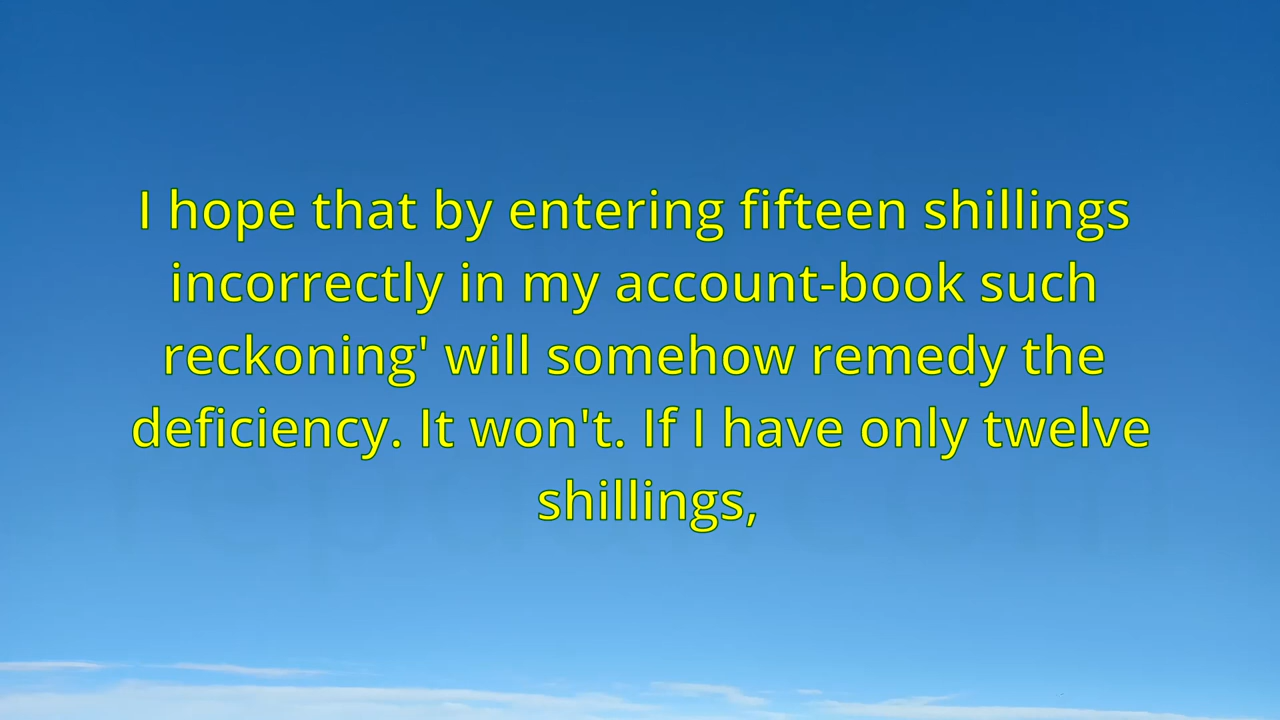 I hope that by entering fifteen shillings
incorrectly in my account-book such
reckoning' will somehow remedy the
deficiency. It won't. If I have only twelve
shillings,